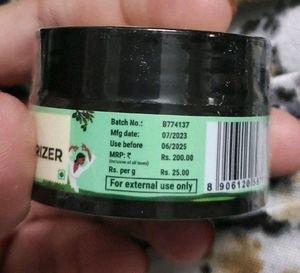 Batch No.: B774137
Mfg date: 07/2023
Use before 06/2025
MRP: ₹ Rs. 200.00
(inclusive of all taxes)
Rs. per g Rs. 25.00
For external use only
RIZER
8 906120